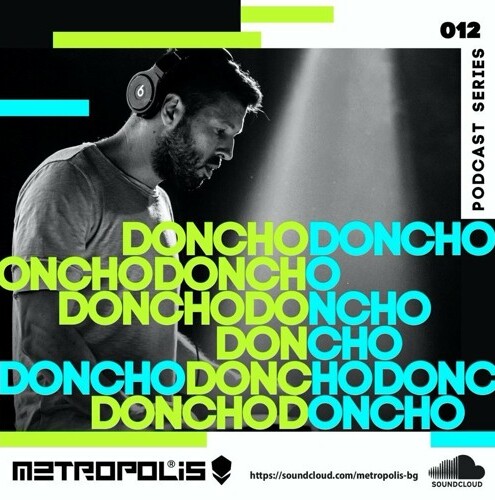 012
PODCAST SERIES
DONCHODONCHO
ONCHODONCHO
DONCHODONCHO
DONCHO
DONCHODONCHODONC
DONCHODONCHO
METROPOLIS®
https://soundcloud.com/metropolis-bg
SOUNDCLOUD